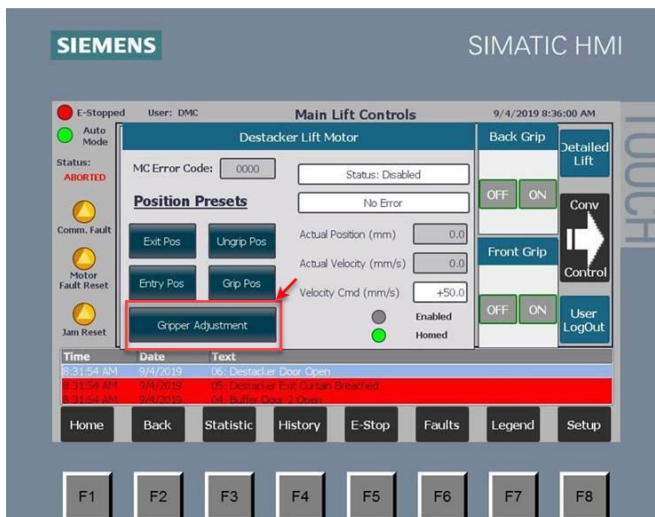 SIEMENS
SIMATIC HMI
TOUCH
E-Stopped
User: DMC
Main Lift Controls
9/4/2019 8:36:00 AM
Auto
Mode
Status:
ABORTED
Comm. Fault
Motor
Fault Reset
Jam Reset
Destacker Lift Motor
MC Error Code:
0000
Status: Disabled
No Error
Position Presets
Exit Pos
Ungrip Pos
Entry Pos
Grip Pos
Gripper Adjustment
Actual Position (mm)
0.0
Actual Velocity (mm/s)
0.0
Velocity Cmd (mm/s)
+50.0
Enabled
Homed
Back Grip
OFF
ON
Front Grip
OFF
ON
Detailed
Lift
Conv
Control
User
LogOut
Time
Date
Text
8:31:54 AM
9/4/2019
06: Destacker Door Open
8:31:54 AM
9/4/2019
05: Destacker Exit Curtain Breached
8:31:54 AM
9/4/2019
04: Buffer Door 2 Open
Home
Back
Statistic
History
E-Stop
Faults
Legend
Setup
F1
F2
F3
F4
F5
F6
F7
F8